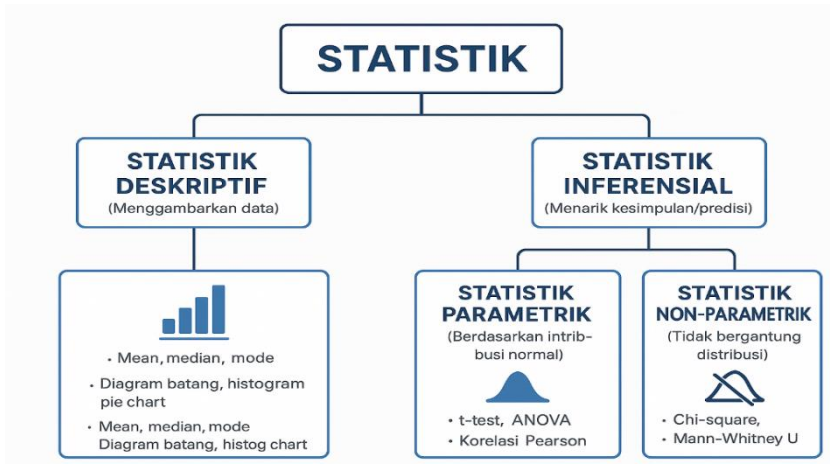 STATISTIK
STATISTIK
DESKRIPTIF
(Menggambarkan data)
STATISTIK
INFERENSIAL
(Menarik kesimpulan/predisi)
• Mean, median, mode
• Diagram batang, histogram
pie chart
• Mean, median, mode
Diagram batang, histog chart
STATISTIK
PARAMETRIK
(Berdasarkan intrib-
busi normal)
• t-test, ANOVA
• Korelasi Pearson
STATISTIK
NON-PARAMETRIK
(Tidak bergantung
distribusi)
• Chi-square,
• Mann-Whitney U